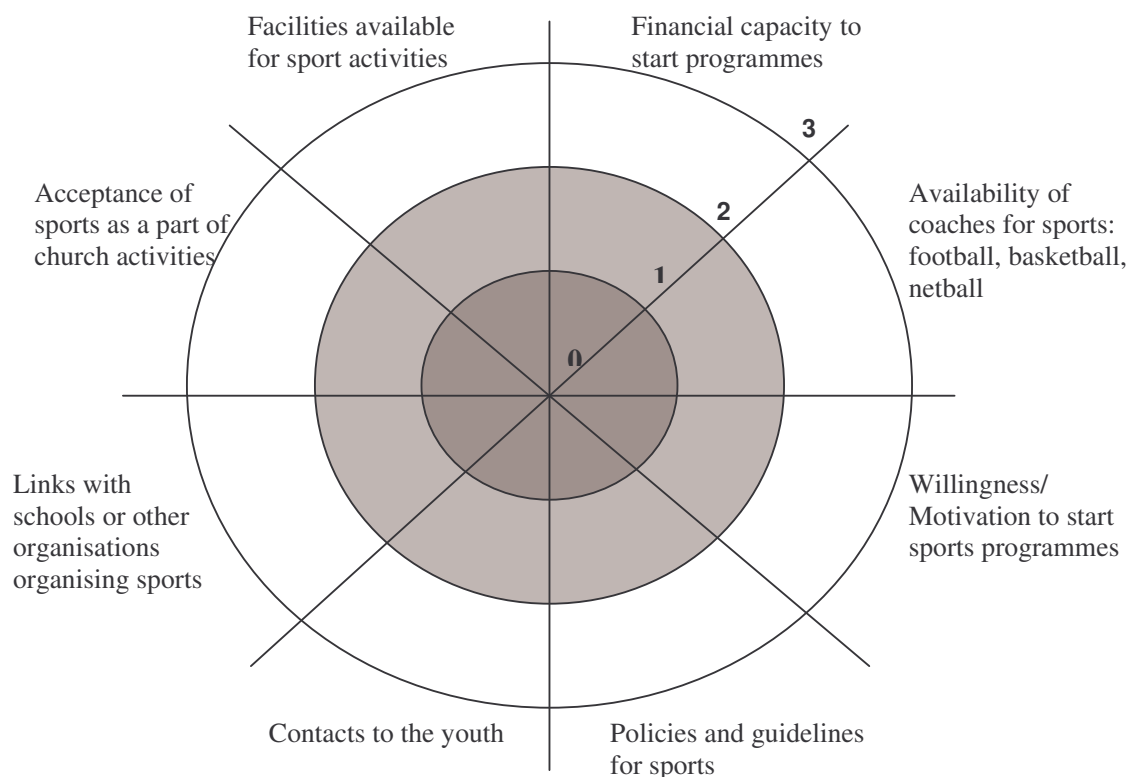 Facilities available
for sport activities
Financial capacity to
start programmes
3
Acceptance of
sports as a part of
church activities
Availability of
coaches for sports:
football, basketball,
netball
2
1
0
Links with
schools or other
organisations
organising sports
Willingness/
Motivation to start
sports programmes
Contacts to the youth
Policies and guidelines
for sports